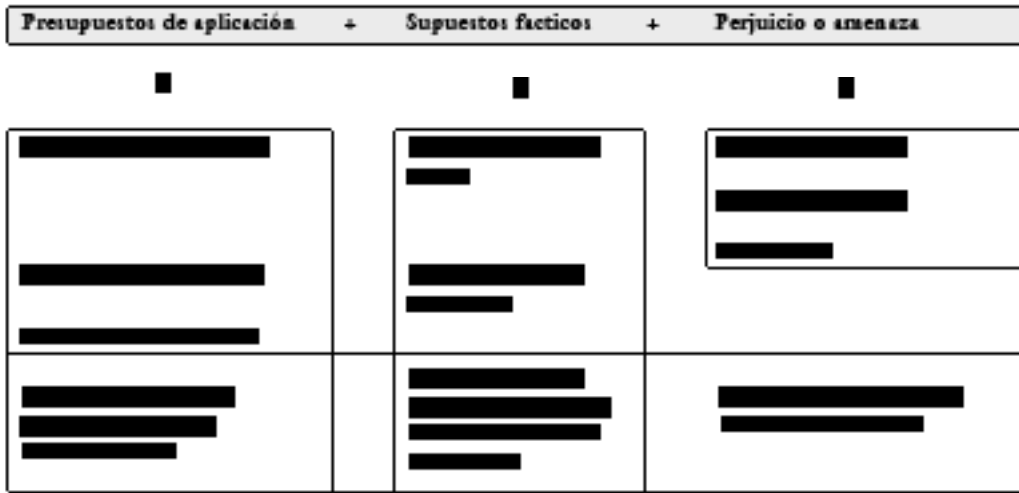 Presupuestos de aplicación + Supuestos facticos + Perjuicio o amenaza